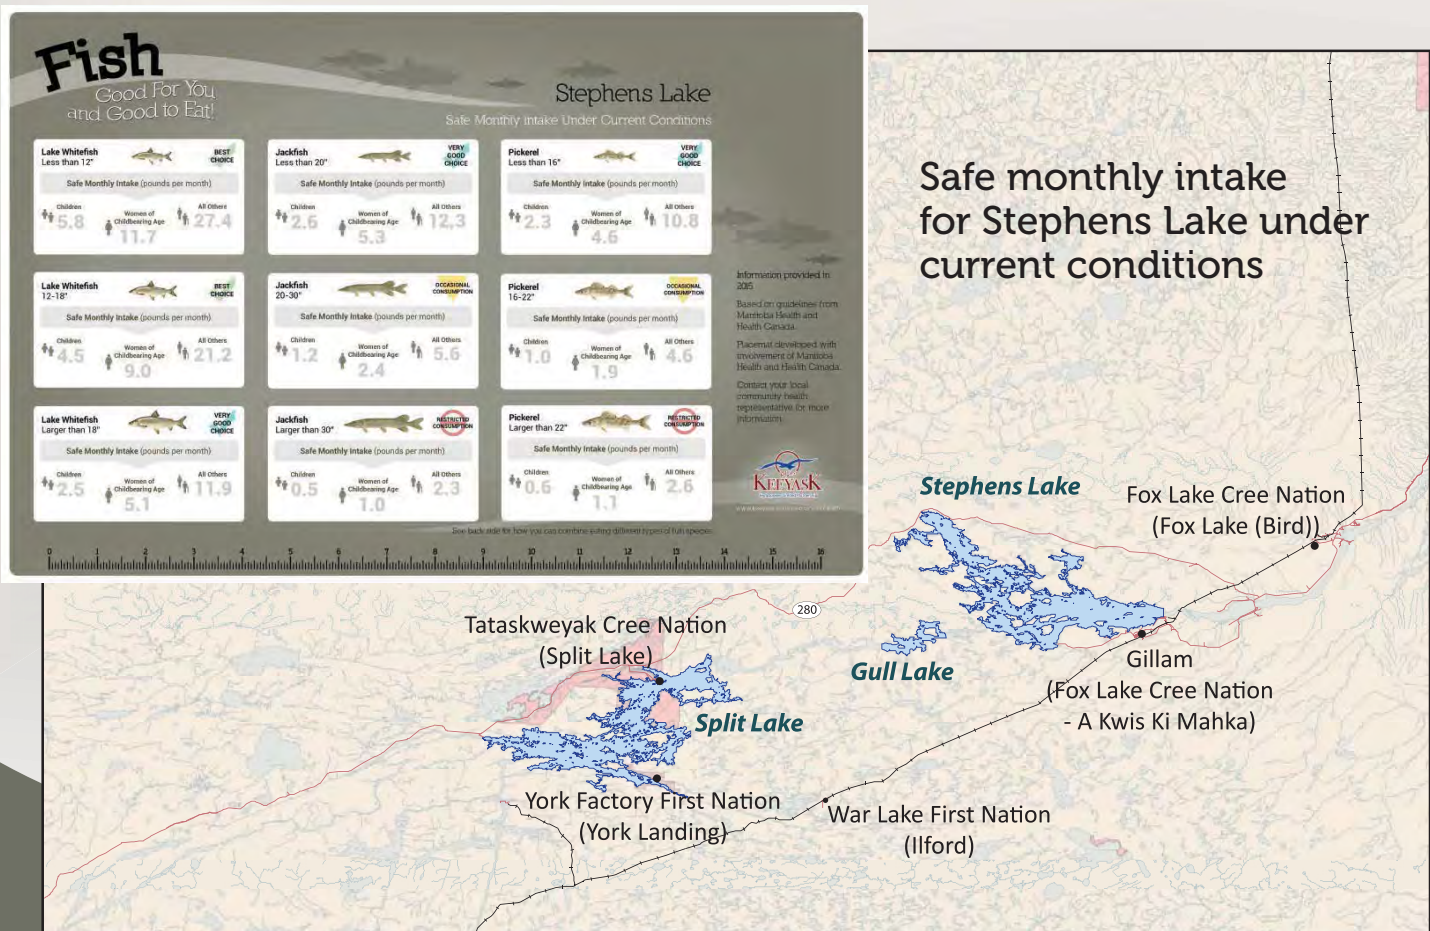 Fish
Good For You
and Good to Eat!
Stephens Lake
Safe Monthly Intake Under Current Conditions
Lake Whitefish
Less than 12"
BEST
CHOICE
Safe Monthly Intake (pounds per month)
Children
5.8
Women of
Childbearing Age
11.7
All Others
27.4
Jackfish
Less than 20"
VERY
GOOD
CHOICE
Safe Monthly Intake (pounds per month)
Children
2.6
Women of
Childbearing Age
5.3
All Others
12.3
Pickerel
Less than 16"
VERY
GOOD
CHOICE
Safe Monthly Intake (pounds per month)
Children
2.3
Women of
Childbearing Age
4.6
All Others
10.8
Lake Whitefish
12-18"
BEST
CHOICE
Safe Monthly Intake (pounds per month)
Children
4.5
Women of
Childbearing Age
9.0
All Others
21.2
Jackfish
20-30"
OCCASIONAL
CONSUMPTION
Safe Monthly Intake (pounds per month)
Children
1.2
Women of
Childbearing Age
2.4
All Others
5.6
Pickerel
16-22"
OCCASIONAL
CONSUMPTION
Safe Monthly Intake (pounds per month)
Children
1.0
Women of
Childbearing Age
1.9
All Others
4.6
Lake Whitefish
Larger than 18"
VERY
GOOD
CHOICE
Safe Monthly Intake (pounds per month)
Children
2.5
Women of
Childbearing Age
5.1
All Others
11.9
Jackfish
Larger than 30"
RESTRICTED
CONSUMPTION
Safe Monthly Intake (pounds per month)
Children
0.5
Women of
Childbearing Age
1.0
All Others
2.3
Pickerel
Larger than 22"
RESTRICTED
CONSUMPTION
Safe Monthly Intake (pounds per month)
Children
0.6
Women of
Childbearing Age
1.1
All Others
2.6
Information provided in
2015
Based on guidelines from
Manitoba Health and
Health Canada.
Placemat developed with
involvement of Manitoba
Health and Health Canada.
Contact your local
community health
representative for more
information.
KEEYASK
See back side for how you can combine eating different types of fish species
0 1 2 3 4 5 6 7 8 9 10 11 12 13 14 15 16
Safe monthly intake
for Stephens Lake under
current conditions
Stephens Lake
Fox Lake Cree Nation
(Fox Lake (Bird))
280
Tataskweyak Cree Nation
(Split Lake)
Gull Lake
Gillam
(Fox Lake Cree Nation
- A Kwis Ki Mahka)
Split Lake
York Factory First Nation
(York Landing)
War Lake First Nation
(Ilford)